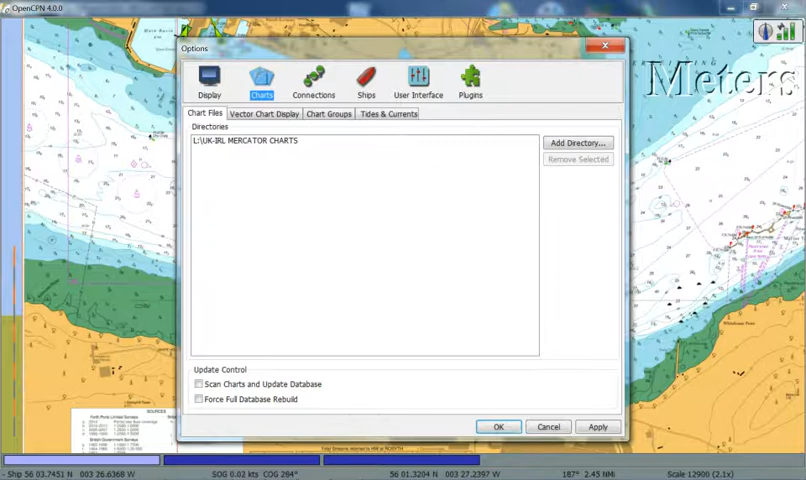 OpenCPN 4.0.0
Meters
Options
Display
Charts
Connections
Ships
User Interface
Plugins
Chart Files
Vector Chart Display
Chart Groups
Tides & Currents
Directories
L:\UK-IRL MERCATOR CHARTS
Add Directory...
Remove Selected
Update Control
Scan Charts and Update Database
Force Full Database Rebuild
OK
Cancel
Apply
SOURCES
Ship 56 03.7451 N 003 26.6368 W
SOG 0.02 kts COG 294°
56 01.3204 N 003 27.2397 W
187° 2.45 NMi
Scale 12900 (2.1x)